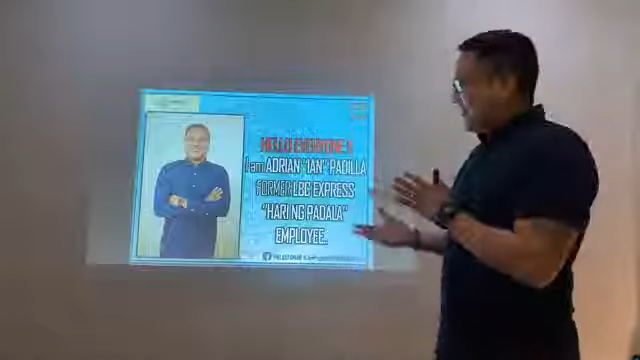 HELLO EVERYONE!!
I am ADRIAN "IAN" PADILLA
FORMER LBC EXPRESS
"HARI NG PADALA"
EMPLOYEE..